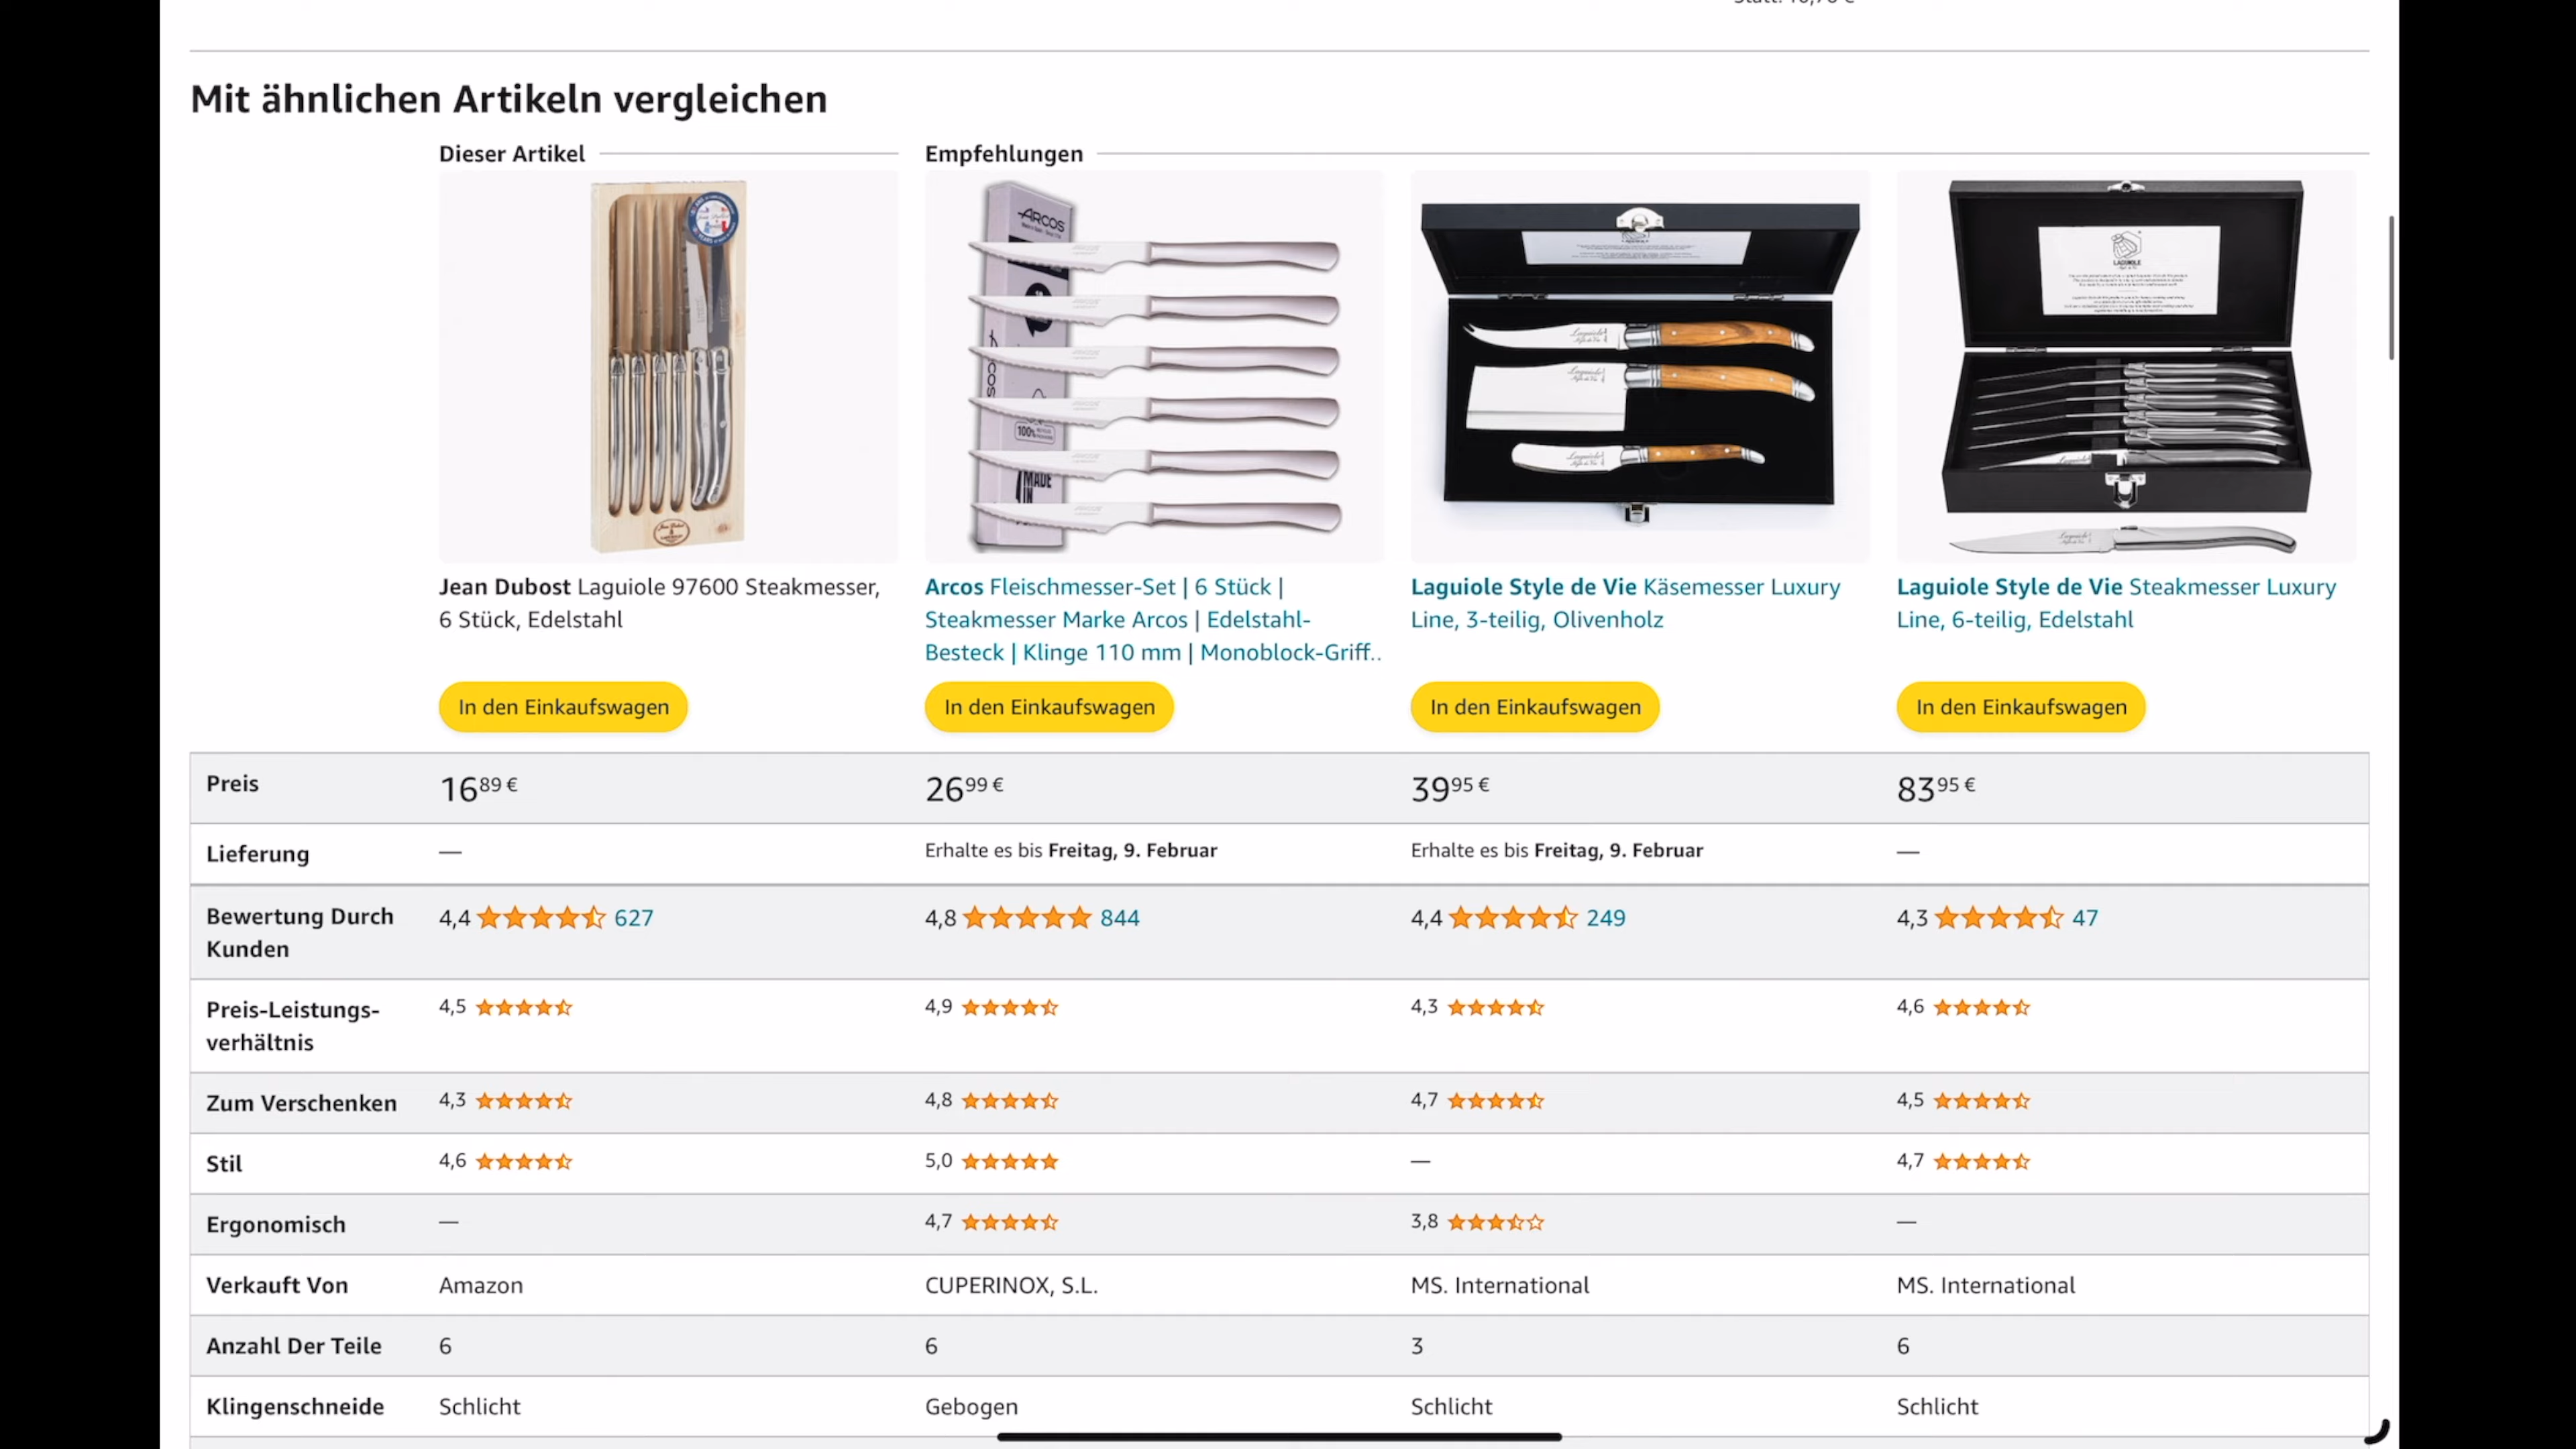 Mit ähnlichen Artikeln vergleichen
Dieser Artikel
Empfehlungen
ARCOS
100%
MADE
IN
LAGUIOLE
Jean Dubost Laguiole 97600 Steakmesser,
6 Stück, Edelstahl
Arcos Fleischmesser-Set | 6 Stück |
Steakmesser Marke Arcos | Edelstahl-
Besteck | Klinge 110 mm | Monoblock-Griff..
Laguiole Style de Vie Käsemesser Luxury
Line, 3-teilig, Olivenholz
Laguiole Style de Vie Steakmesser Luxury
Line, 6-teilig, Edelstahl
In den Einkaufswagen
In den Einkaufswagen
In den Einkaufswagen
In den Einkaufswagen
Preis 16 89 € 26 99 € 39 95 € 83 95 €
Lieferung — Erhalte es bis Freitag, 9. Februar Erhalte es bis Freitag, 9. Februar —
Bewertung Durch 4,4 627 4,8 844 4,4 249 4,3 47
Kunden
Preis-Leistungs- 4,5 4,9 4,3 4,6
verhältnis
Zum Verschenken 4,3 4,8 4,7 4,5
Stil 4,6 5,0 — 4,7
Ergonomisch — 4,7 3,8 —
Verkauft Von Amazon CUPERINOX, S.L. MS. International MS. International
Anzahl Der Teile 6 6 3 6
Klingenschneide Schlicht Gebogen Schlicht Schlicht